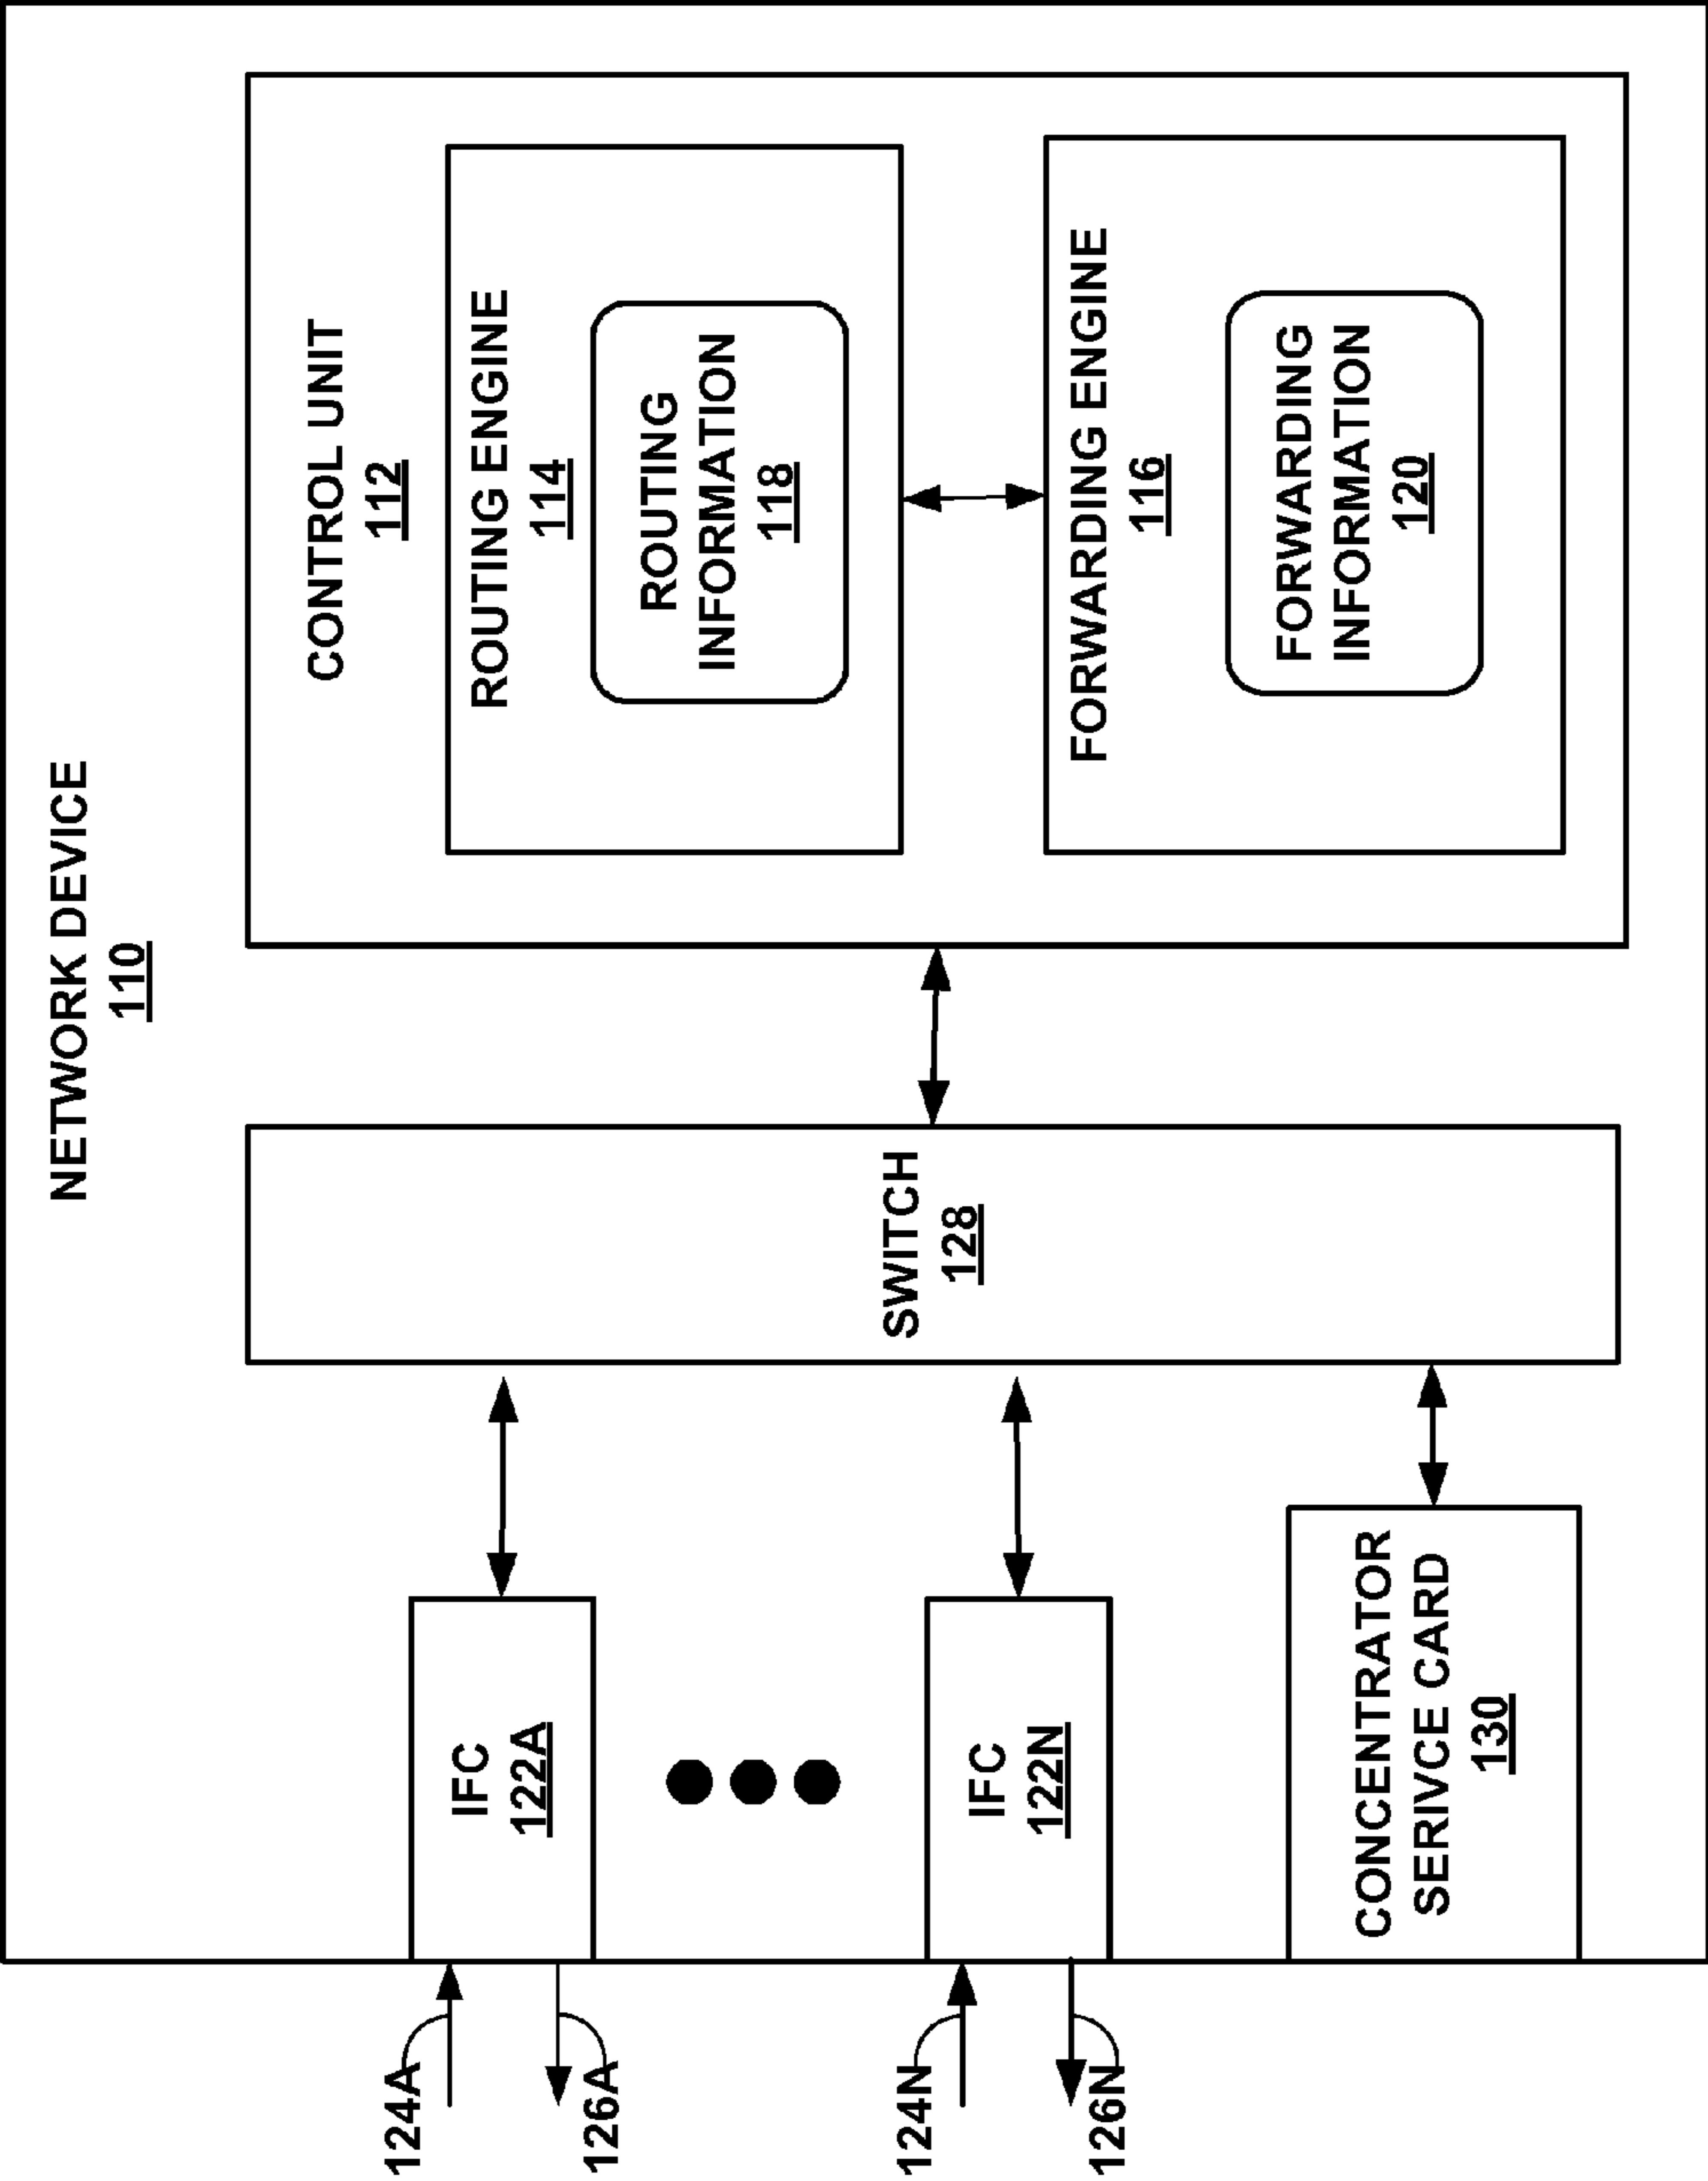 NETWORK DEVICE
110
CONTROL UNIT
112
ROUTING ENGINE
114
ROUTING
INFORMATION
118
FORWARDING ENGINE
116
FORWARDING
INFORMATION
120
SWITCH
128
IFC
122A
IFC
122N
CONCENTRATOR
SERIVCE CARD
130
124A
126A
124N
126N